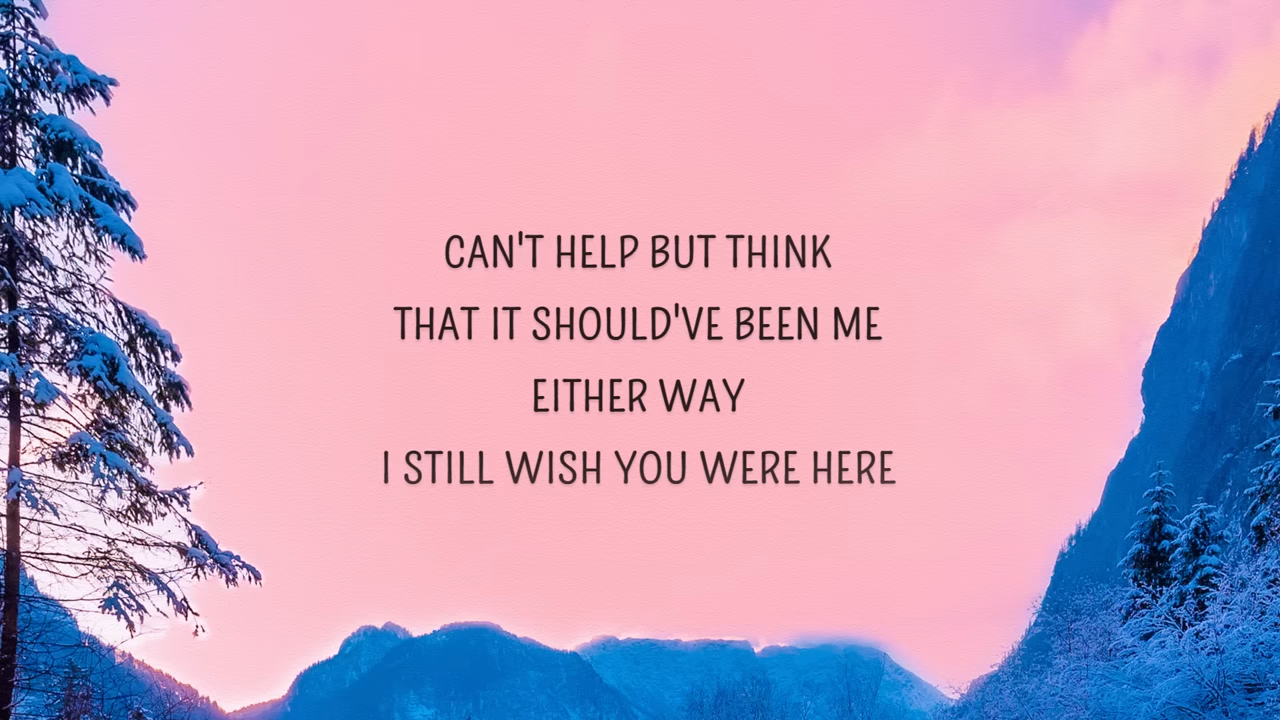 CAN'T HELP BUT THINK
THAT IT SHOULD'VE BEEN ME
EITHER WAY
I STILL WISH YOU WERE HERE